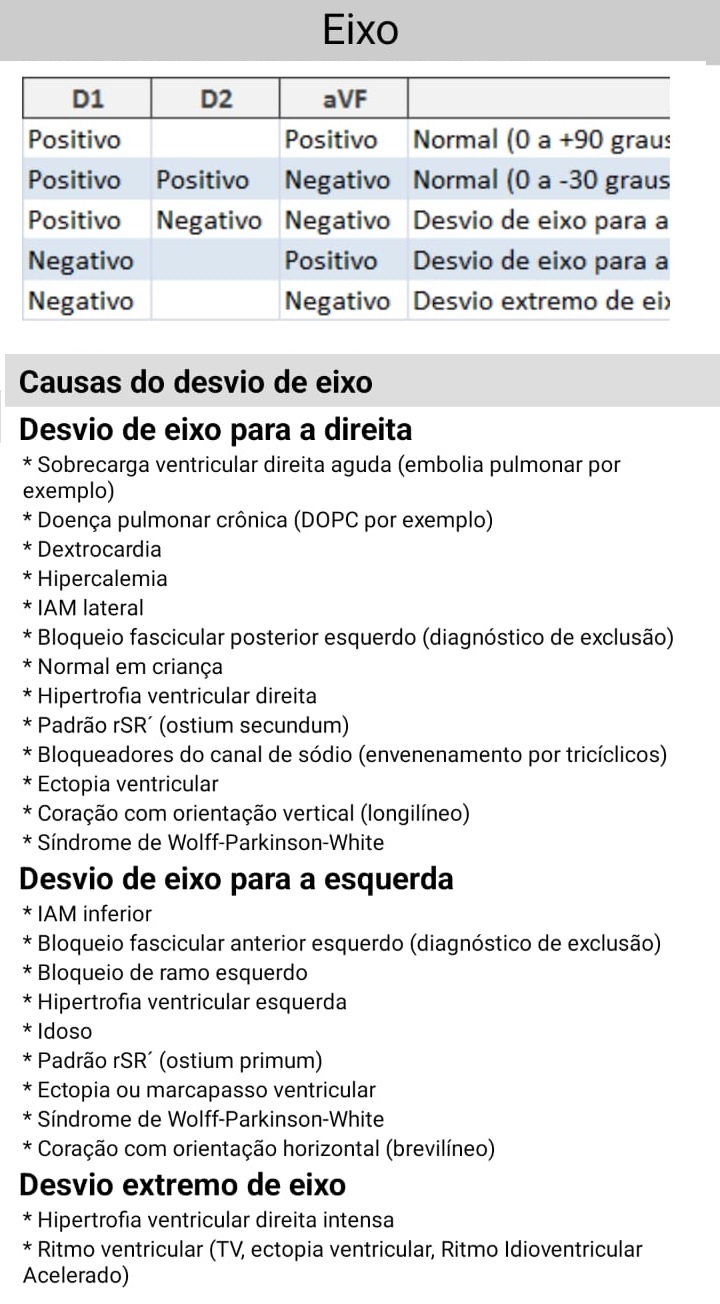 Eixo
D1 D2 aVF
Positivo Positivo Normal (0 a +90 graus
Positivo Positivo Negativo Normal (0 a -30 graus
Positivo Negativo Negativo Desvio de eixo para a
Negativo Positivo Desvio de eixo para a
Negativo Negativo Desvio extremo de
Causas do desvio de eixo
Desvio de eixo para a direita
* Sobrecarga ventricular direita aguda (embolia pulmonar por
exemplo)
* Doença pulmonar crônica (DOPC por exemplo)
* Dextrocardia
* Hipercalemia
* IAM lateral
* Bloqueio fascicular posterior esquerdo (diagnóstico de exclusão)
* Normal em criança
* Hipertrofia ventricular direita
* Padrão rSR´ (ostium secundum)
* Bloqueadores do canal de sódio (envenenamento por tricíclicos)
* Ectopia ventricular
* Coração com orientação vertical (longilíneo)
* Síndrome de Wolff-Parkinson-White
Desvio de eixo para a esquerda
* IAM inferior
* Bloqueio fascicular anterior esquerdo (diagnóstico de exclusão)
* Bloqueio de ramo esquerdo
* Hipertrofia ventricular esquerda
* Idoso
* Padrão rSR´ (ostium primum)
* Ectopia ou marcapasso ventricular
* Síndrome de Wolff-Parkinson-White
* Coração com orientação horizontal (brevilíneo)
Desvio extremo de eixo
* Hipertrofia ventricular direita intensa
* Ritmo ventricular (TV, ectopia ventricular, Ritmo Idioventricular
Acelerado)